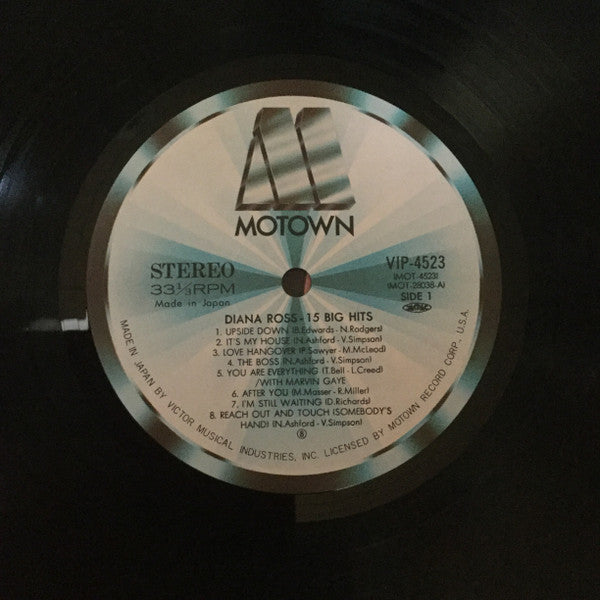 MOTOWN
STEREO
33⅓RPM
Made in Japan
VIP-4523
(MOT-4523)
(MOT-28038-A)
SIDE 1
DIANA ROSS - 15 BIG HITS
1. UPSIDE DOWN (B.Edwards - N.Rodgers)
2. IT'S MY HOUSE (N.Ashford - V.Simpson)
3. LOVE HANGOVER (P.Sawyer - M.McLeod)
4. THE BOSS (N.Ashford - V.Simpson)
5. YOU ARE EVERYTHING (T.Bell - L.Creed)
/WITH MARVIN GAYE
6. AFTER YOU (M.Masser - R.Miller)
7. I'M STILL WAITING (D.Richards)
8. REACH OUT AND TOUCH (SOMEBODY'S
HAND) (N.Ashford - V.Simpson)
MADE IN JAPAN BY VICTOR MUSICAL INDUSTRIES, INC. LICENSED BY MOTOWN RECORD CORP., U.S.A.